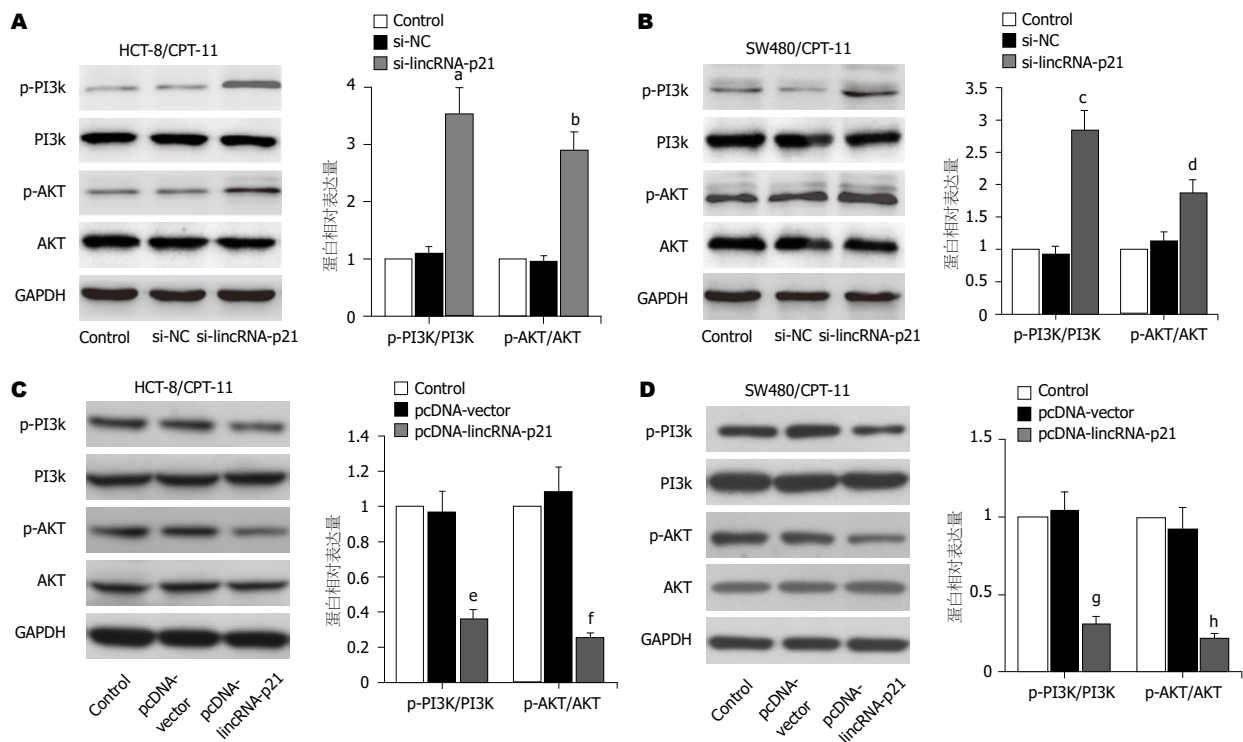 A
HCT-8/CPT-11
p-PI3k
PI3k
p-AKT
AKT
GAPDH
Control
si-NC
si-lincRNA-p21
Control
si-NC
si-lincRNA-p21
蛋白相对表达量
4
3
2
1
0
a
b
p-PI3K/PI3K
p-AKT/AKT
B
SW480/CPT-11
p-PI3k
PI3k
p-AKT
AKT
GAPDH
Control
si-NC
si-lincRNA-p21
Control
si-NC
si-lincRNA-p21
蛋白相对表达量
3.5
3
2.5
2
1.5
1
0.5
0
c
d
p-PI3K/PI3K
p-AKT/AKT
C
HCT-8/CPT-11
p-PI3k
PI3k
p-AKT
AKT
GAPDH
Control
pcDNA-
vector
pcDNA-
lincRNA-p21
Control
pcDNA-vector
pcDNA-lincRNA-p21
蛋白相对表达量
1.4
1.2
1
0.8
0.6
0.4
0.2
0
e
f
p-PI3K/PI3K
p-AKT/AKT
D
SW480/CPT-11
p-PI3k
PI3k
p-AKT
AKT
GAPDH
Control
pcDNA-
vector
pcDNA-
lincRNA-p21
Control
pcDNA-vector
pcDNA-lincRNA-p21
蛋白相对表达量
1.5
1
0.5
0
g
h
p-PI3K/PI3K
p-AKT/AKT